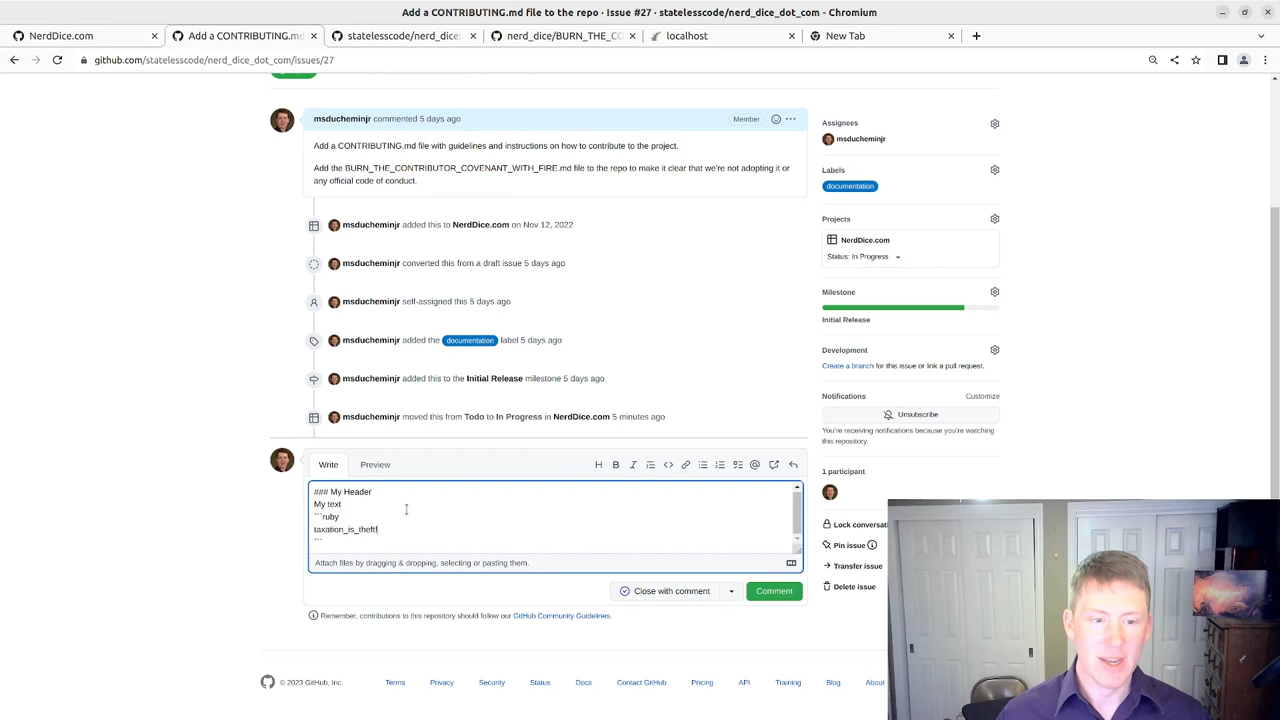 Add a CONTRIBUTING.md file to the repo · Issue #27 · statelesscode/nerd_dice_dot_com - Chromium
NerdDice.com
Add a CONTRIBUTING.md
statelesscode/nerd_dice
nerd_dice/BURN_THE_CO
localhost
New Tab
github.com/statelesscode/nerd_dice_dot_com/issues/27
msducheminjr commented 5 days ago
Member
Add a CONTRIBUTING.md file with guidelines and instructions on how to contribute to the project.
Add the BURN_THE_CONTRIBUTOR_COVENANT_WITH_FIRE.md file to the repo to make it clear that we're not adopting it or
any official code of conduct.
msducheminjr added this to NerdDice.com on Nov 12, 2022
msducheminjr converted this from a draft issue 5 days ago
msducheminjr self-assigned this 5 days ago
msducheminjr added the documentation label 5 days ago
msducheminjr added this to the Initial Release milestone 5 days ago
msducheminjr moved this from Todo to In Progress in NerdDice.com 5 minutes ago
Write
Preview
### My Header
My text
```ruby
taxation_is_theft!
```
Attach files by dragging & dropping, selecting or pasting them.
Close with comment
Comment
Remember, contributions to this repository should follow our GitHub Community Guidelines.
Assignees
msducheminjr
Labels
documentation
Projects
NerdDice.com
Status: In Progress
Milestone
Initial Release
Development
Create a branch for this issue or link a pull request.
Notifications
Customize
Unsubscribe
You're receiving notifications because you're watching
this repository.
1 participant
Lock conversati
Pin issue
Transfer issue
Delete issue
© 2023 GitHub, Inc.
Terms
Privacy
Security
Status
Docs
Contact GitHub
Pricing
API
Training
Blog
About